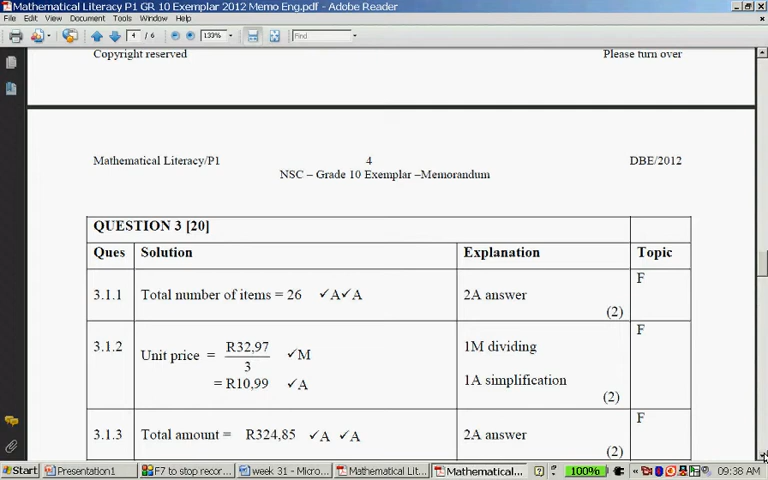 Mathematical Literacy P1 GR 10 Exemplar 2012 Memo Eng.pdf - Adobe Reader
File Edit View Document Tools Window Help
4 / 6 133% Find
Copyright reserved Please turn over
Mathematical Literacy/P1 4 DBE/2012
NSC – Grade 10 Exemplar –Memorandum
QUESTION 3 [20]
Ques Solution Explanation Topic
3.1.1 Total number of items = 26 ✓A✓A 2A answer (2) F
3.1.2 Unit price = R32,97 / 3 ✓M 1M dividing F
= R10,99 ✓A 1A simplification (2)
3.1.3 Total amount = R324,85 ✓A ✓A 2A answer (2) F
Start Presentation1 F7 to stop recor... week 31 - Micro... Mathematical Lit... Mathematical... 100% « 09:38 AM